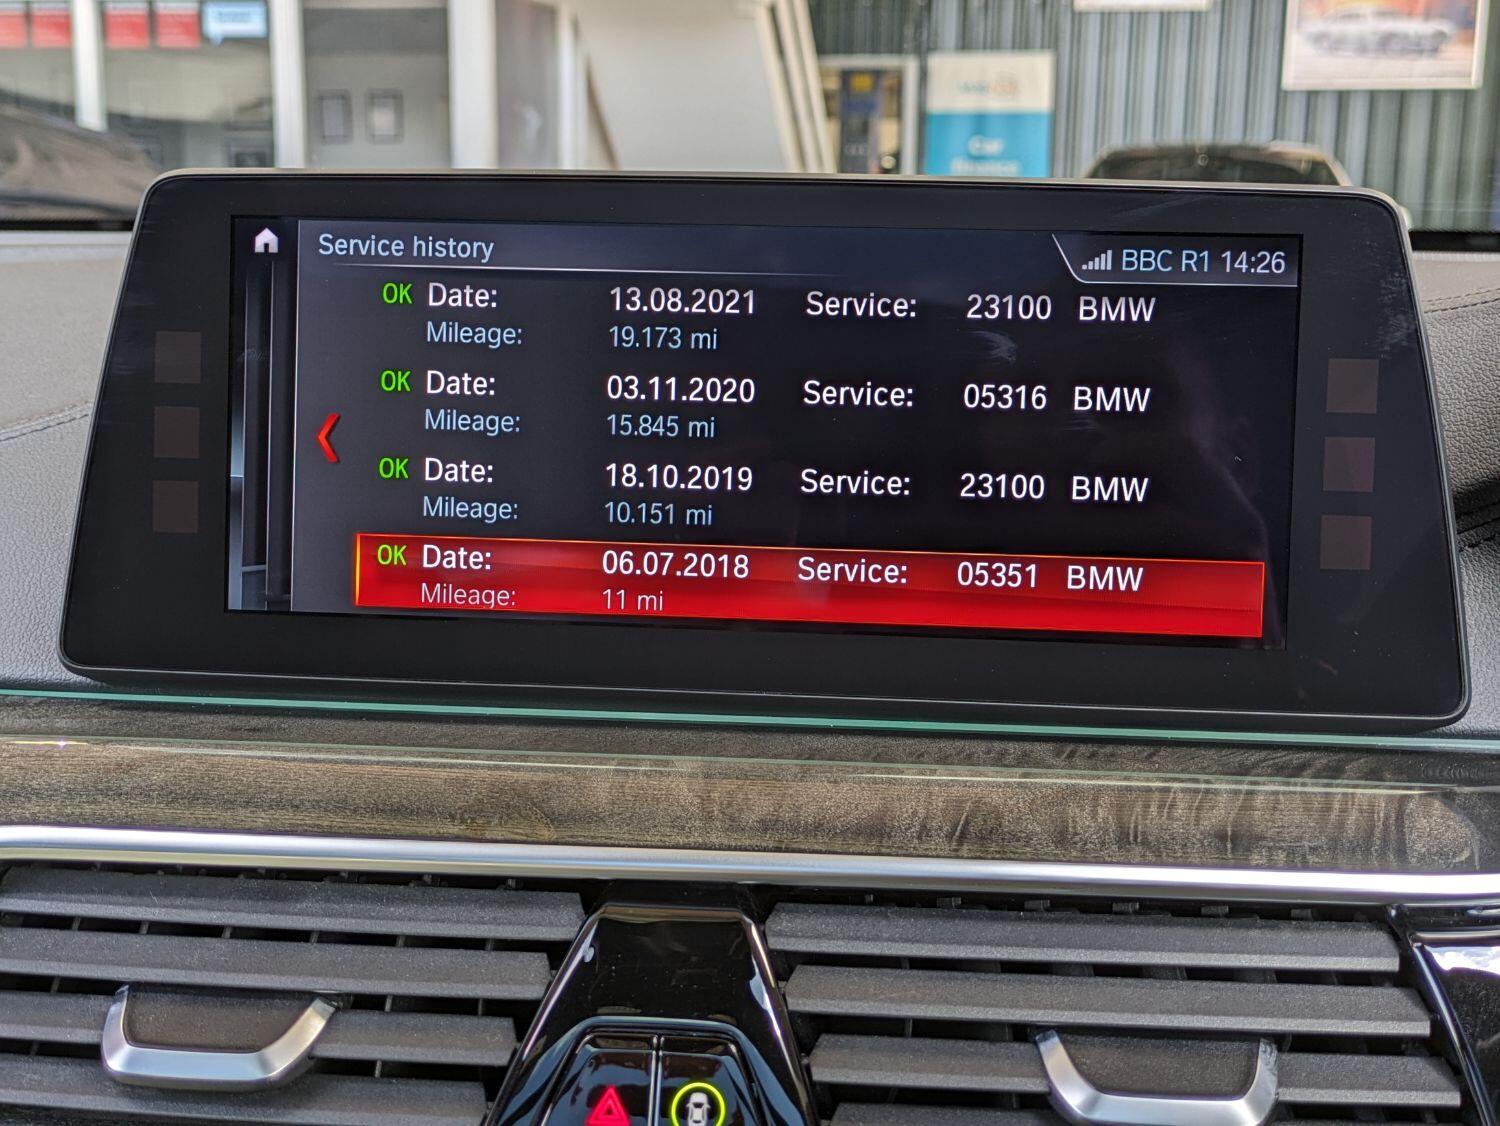 Service history
BBC R1 14:26
OK Date: 13.08.2021 Service: 23100 BMW
Mileage: 19.173 mi
OK Date: 03.11.2020 Service: 05316 BMW
Mileage: 15.845 mi
OK Date: 18.10.2019 Service: 23100 BMW
Mileage: 10.151 mi
OK Date: 06.07.2018 Service: 05351 BMW
Mileage: 11 mi
Car